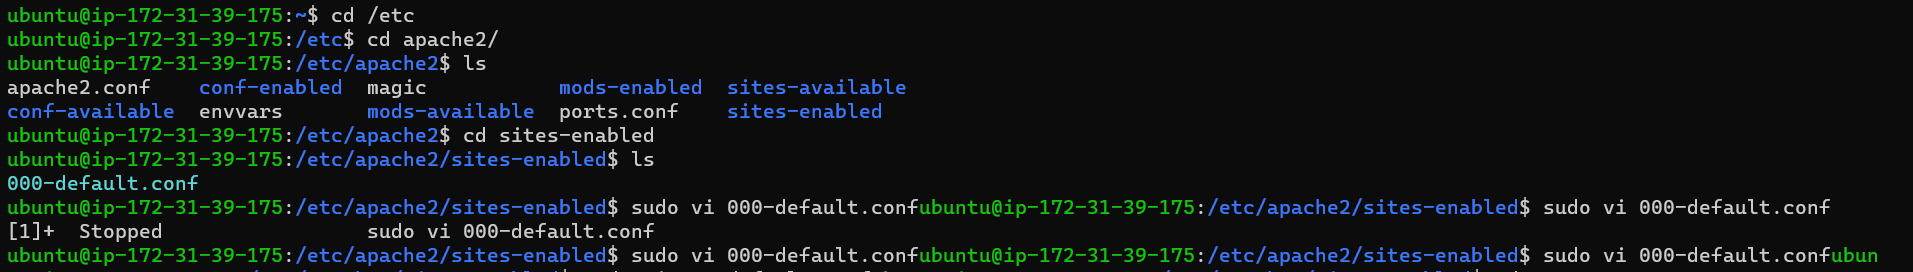 ubuntu@ip-172-31-39-175:~$ cd /etc
ubuntu@ip-172-31-39-175:/etc$ cd apache2/
ubuntu@ip-172-31-39-175:/etc/apache2$ ls
apache2.conf    conf-enabled  magic           mods-enabled  sites-available
conf-available  envvars       mods-available  ports.conf    sites-enabled
ubuntu@ip-172-31-39-175:/etc/apache2$ cd sites-enabled
ubuntu@ip-172-31-39-175:/etc/apache2/sites-enabled$ ls
000-default.conf
ubuntu@ip-172-31-39-175:/etc/apache2/sites-enabled$ sudo vi 000-default.confubuntu@ip-172-31-39-175:/etc/apache2/sites-enabled$ sudo vi 000-default.conf
[1]+  Stopped                 sudo vi 000-default.conf
ubuntu@ip-172-31-39-175:/etc/apache2/sites-enabled$ sudo vi 000-default.confubuntu@ip-172-31-39-175:/etc/apache2/sites-enabled$ sudo vi 000-default.confubun